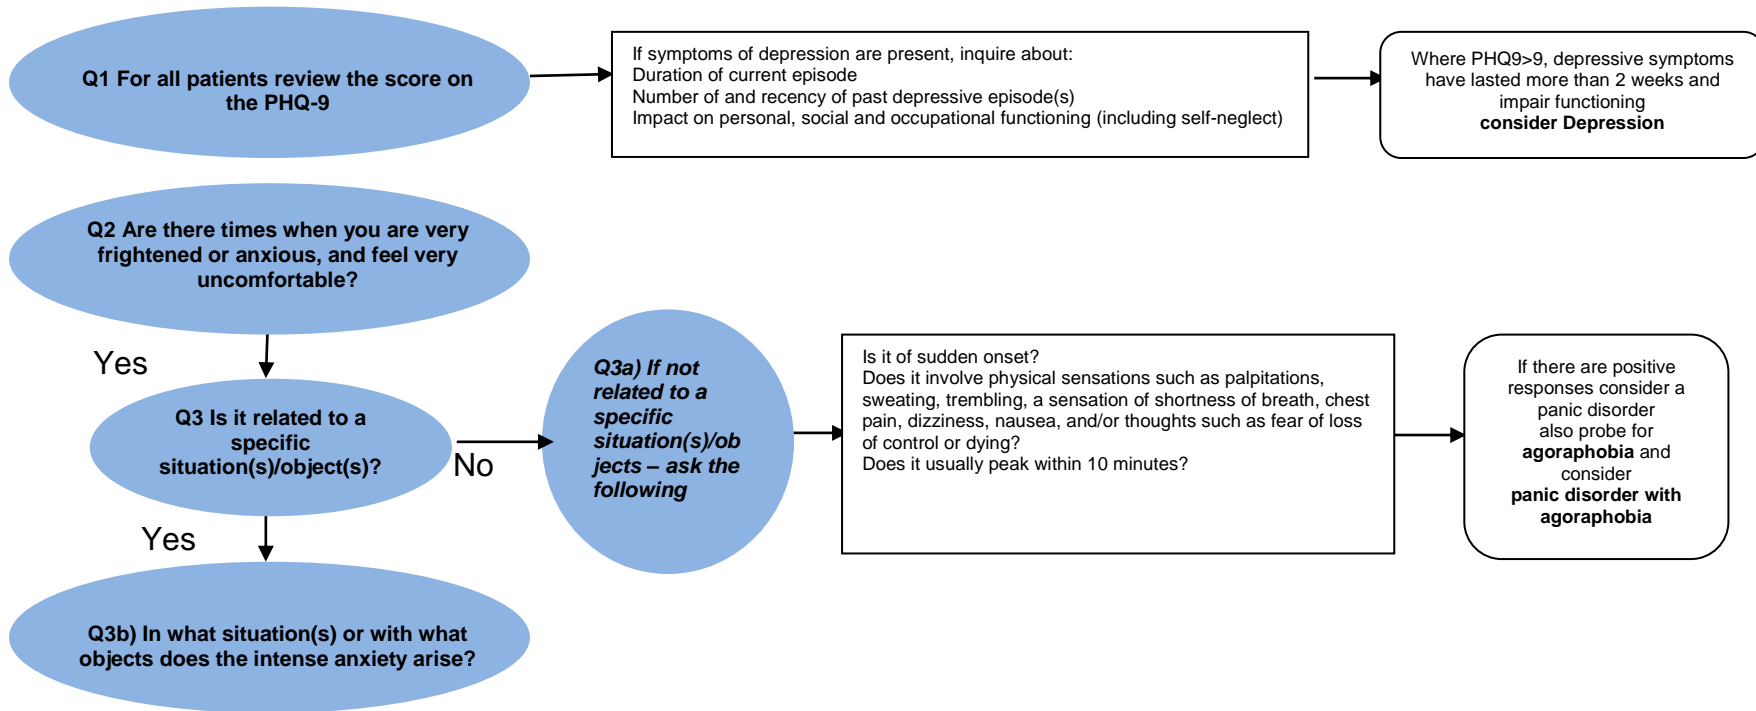 Q1 For all patients review the score on
the PHQ-9
If symptoms of depression are present, inquire about:
Duration of current episode
Number of and recency of past depressive episode(s)
Impact on personal, social and occupational functioning (including self-neglect)
Where PHQ9>9, depressive symptoms
have lasted more than 2 weeks and
impair functioning
consider Depression
Q2 Are there times when you are very
frightened or anxious, and feel very
uncomfortable?
Yes
Q3 Is it related to a
specific
situation(s)/object(s)?
No
Q3a) If not
related to a
specific
situation(s)/ob
jects – ask the
following
Is it of sudden onset?
Does it involve physical sensations such as palpitations,
sweating, trembling, a sensation of shortness of breath, chest
pain, dizziness, nausea, and/or thoughts such as fear of loss
of control or dying?
Does it usually peak within 10 minutes?
If there are positive
responses consider a
panic disorder
also probe for
agoraphobia and
consider
panic disorder with
agoraphobia
Yes
Q3b) In what situation(s) or with what
objects does the intense anxiety arise?